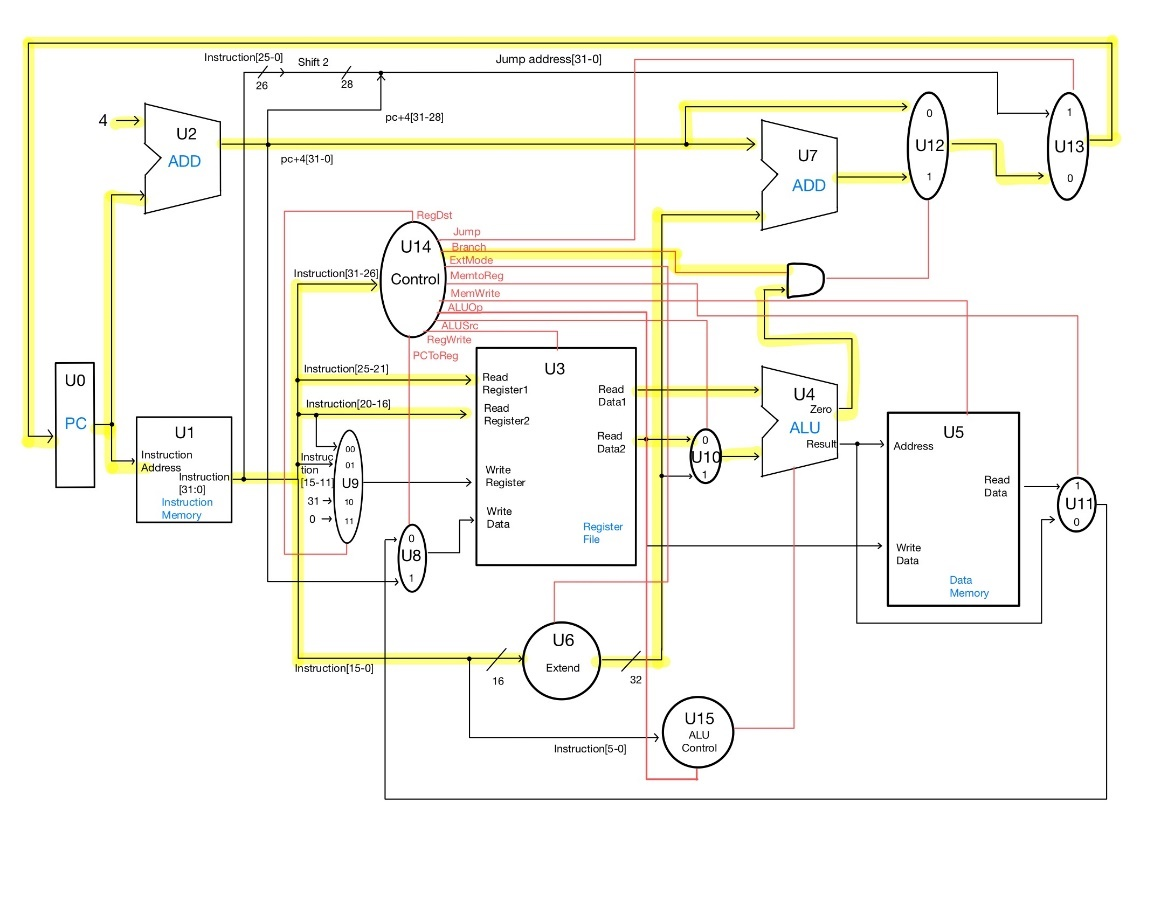 Instruction[25-0]
Shift 2
Jump address[31-0]
26
28
4
pc+4[31-28]
pc+4[31-0]
U2
ADD
U7
ADD
0
U12
1
1
U13
0
RegDst
U14
Control
Jump
Branch
ExtMode
MemtoReg
MemWrite
ALUOp
ALUSrc
RegWrite
PCToReg
Instruction[31-26]
Instruction[25-21]
Instruction[20-16]
U0
PC
U1
Instruction
Address
Instruction
[31:0]
Instruction
Memory
Instruc
tion
[15-11]
31
0
00
01
U9
10
11
0
U8
1
U3
Read
Register1
Read
Register2
Write
Register
Write
Data
Read
Data1
Read
Data2
Register
File
0
U10
1
U4
Zero
ALU
Result
U5
Address
Read
Data
Write
Data
Data
Memory
1
U11
0
Instruction[15-0]
16
U6
Extend
32
Instruction[5-0]
U15
ALU
Control